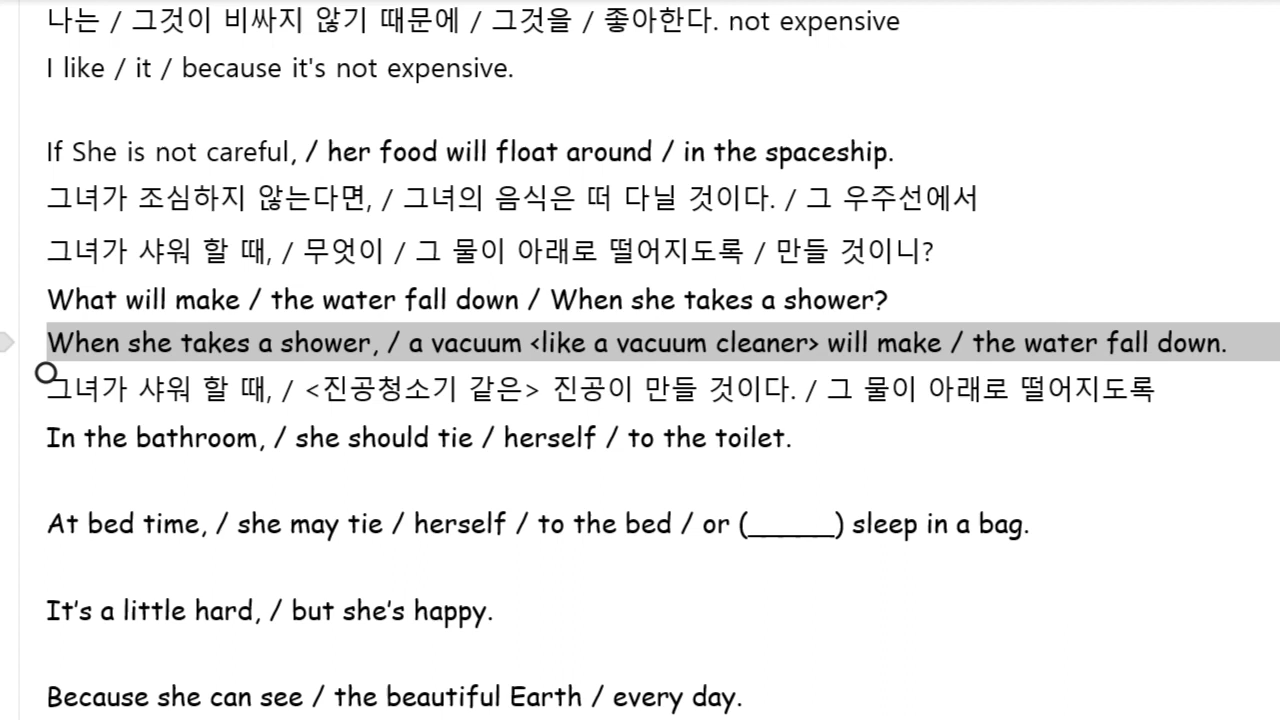 나는 / 그것이 비싸지 않기 때문에 / 그것을 / 좋아한다. not expensive
I like / it / because it's not expensive.
If She is not careful, / her food will float around / in the spaceship.
그녀가 조심하지 않는다면, / 그녀의 음식은 떠 다닐 것이다. / 그 우주선에서
그녀가 샤워 할 때, / 무엇이 / 그 물이 아래로 떨어지도록 / 만들 것이니?
What will make / the water fall down / When she takes a shower?
When she takes a shower, / a vacuum <like a vacuum cleaner> will make / the water fall down.
그녀가 샤워 할 때, / <진공청소기 같은> 진공이 만들 것이다. / 그 물이 아래로 떨어지도록
In the bathroom, / she should tie / herself / to the toilet.
At bed time, / she may tie / herself / to the bed / or (_____) sleep in a bag.
It's a little hard, / but she's happy.
Because she can see / the beautiful Earth / every day.